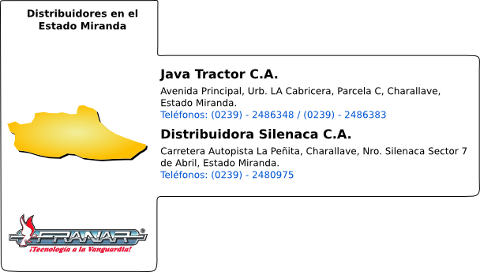 Distribuidores en el
Estado Miranda
Java Tractor C.A.
Avenida Principal, Urb. LA Cabricera, Parcela C, Charallave,
Estado Miranda.
Teléfonos: (0239) - 2486348 / (0239) - 2486383
Distribuidora Silenaca C.A.
Carretera Autopista La Peñita, Charallave, Nro. Silenaca Sector 7
de Abril, Estado Miranda.
Teléfonos: (0239) - 2480975
FRANAR
¡Tecnología a la Vanguardia!